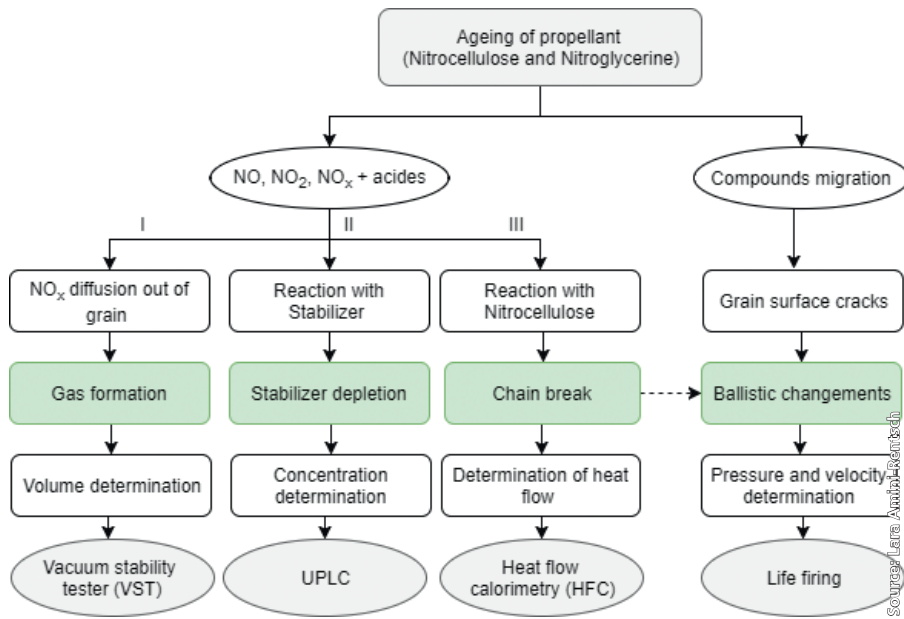 Ageing of propellant
(Nitrocellulose and Nitroglycerine)
NO, NO₂, NOₓ + acides
Compounds migration
I
II
III
NOₓ diffusion out of
grain
Reaction with
Stabilizer
Reaction with
Nitrocellulose
Grain surface cracks
Gas formation
Stabilizer depletion
Chain break
Ballistic changements
Volume determination
Concentration
determination
Determination of heat
flow
Pressure and velocity
determination
Vacuum stability
tester (VST)
UPLC
Heat flow
calorimetry (HFC)
Life firing
Source: Lara Amini-Rentsch